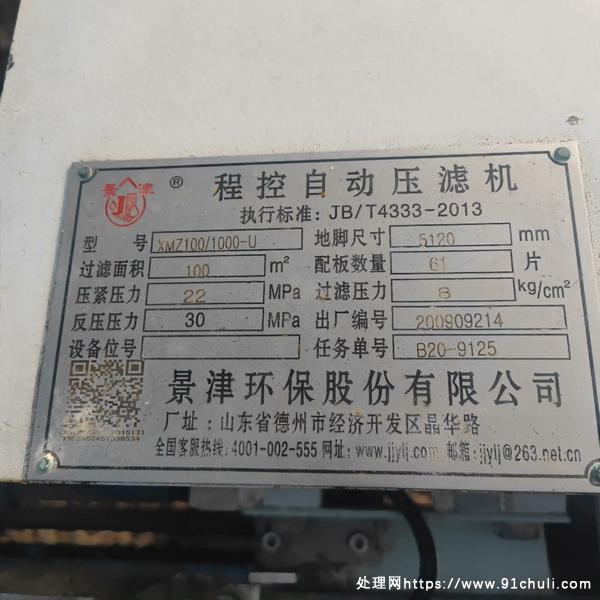 景津 ® 程控自动压滤机
执行标准：JB/T4333-2013
型 号 XMZ100/1000-U 地脚尺寸 5120 mm
过滤面积 100 m² 配板数量 61 片
压紧压力 22 MPa 过滤压力 8 kg/cm²
反压压力 30 MPa 出厂编号 200909214
设备位号 任务单号 B20-9125
景津环保股份有限公司
厂址：山东省德州市经济开发区晶华路
全国客服热线：4001-002-555 网址：www.jjylj.com 邮箱：jjylj@263.net.cn
处理网https://www.91chuli.com/